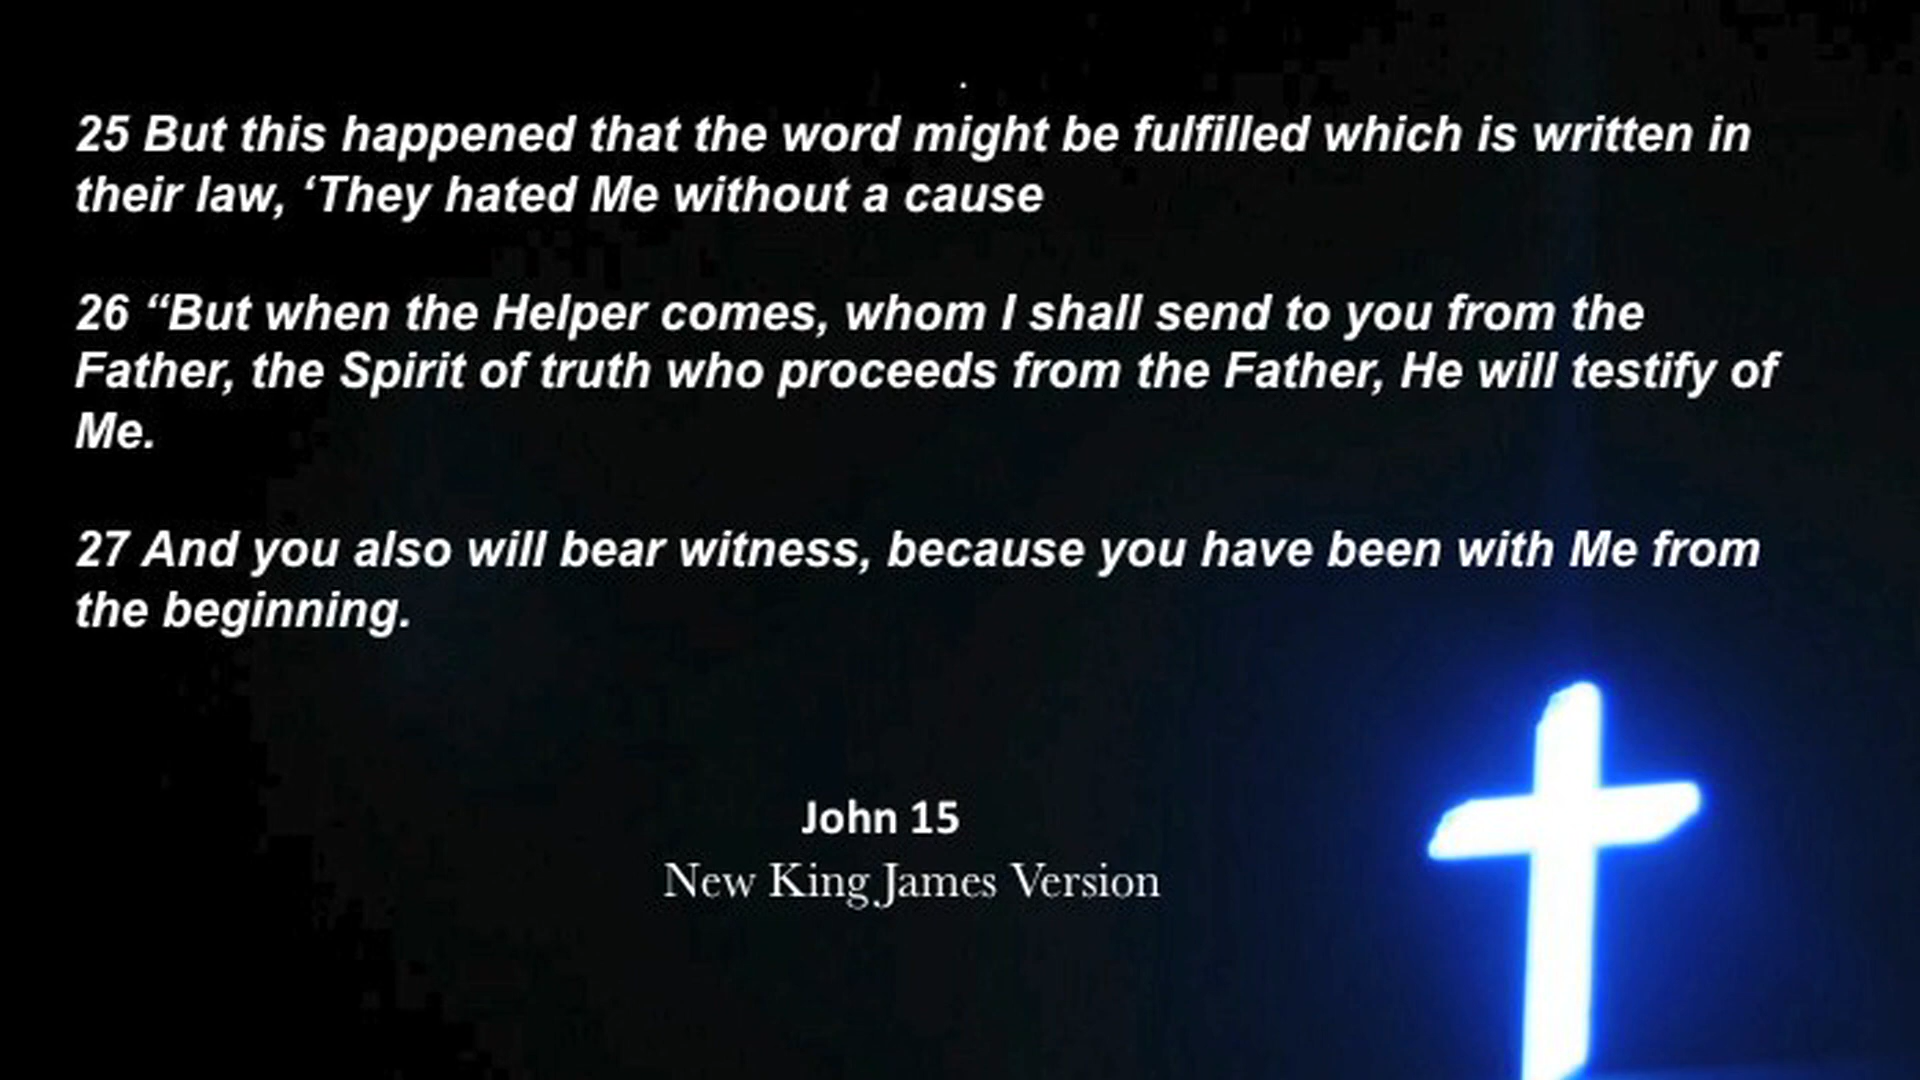 25 But this happened that the word might be fulfilled which is written in
their law, ‘They hated Me without a cause
26 “But when the Helper comes, whom I shall send to you from the
Father, the Spirit of truth who proceeds from the Father, He will testify of
Me.
27 And you also will bear witness, because you have been with Me from
the beginning.
John 15
New King James Version